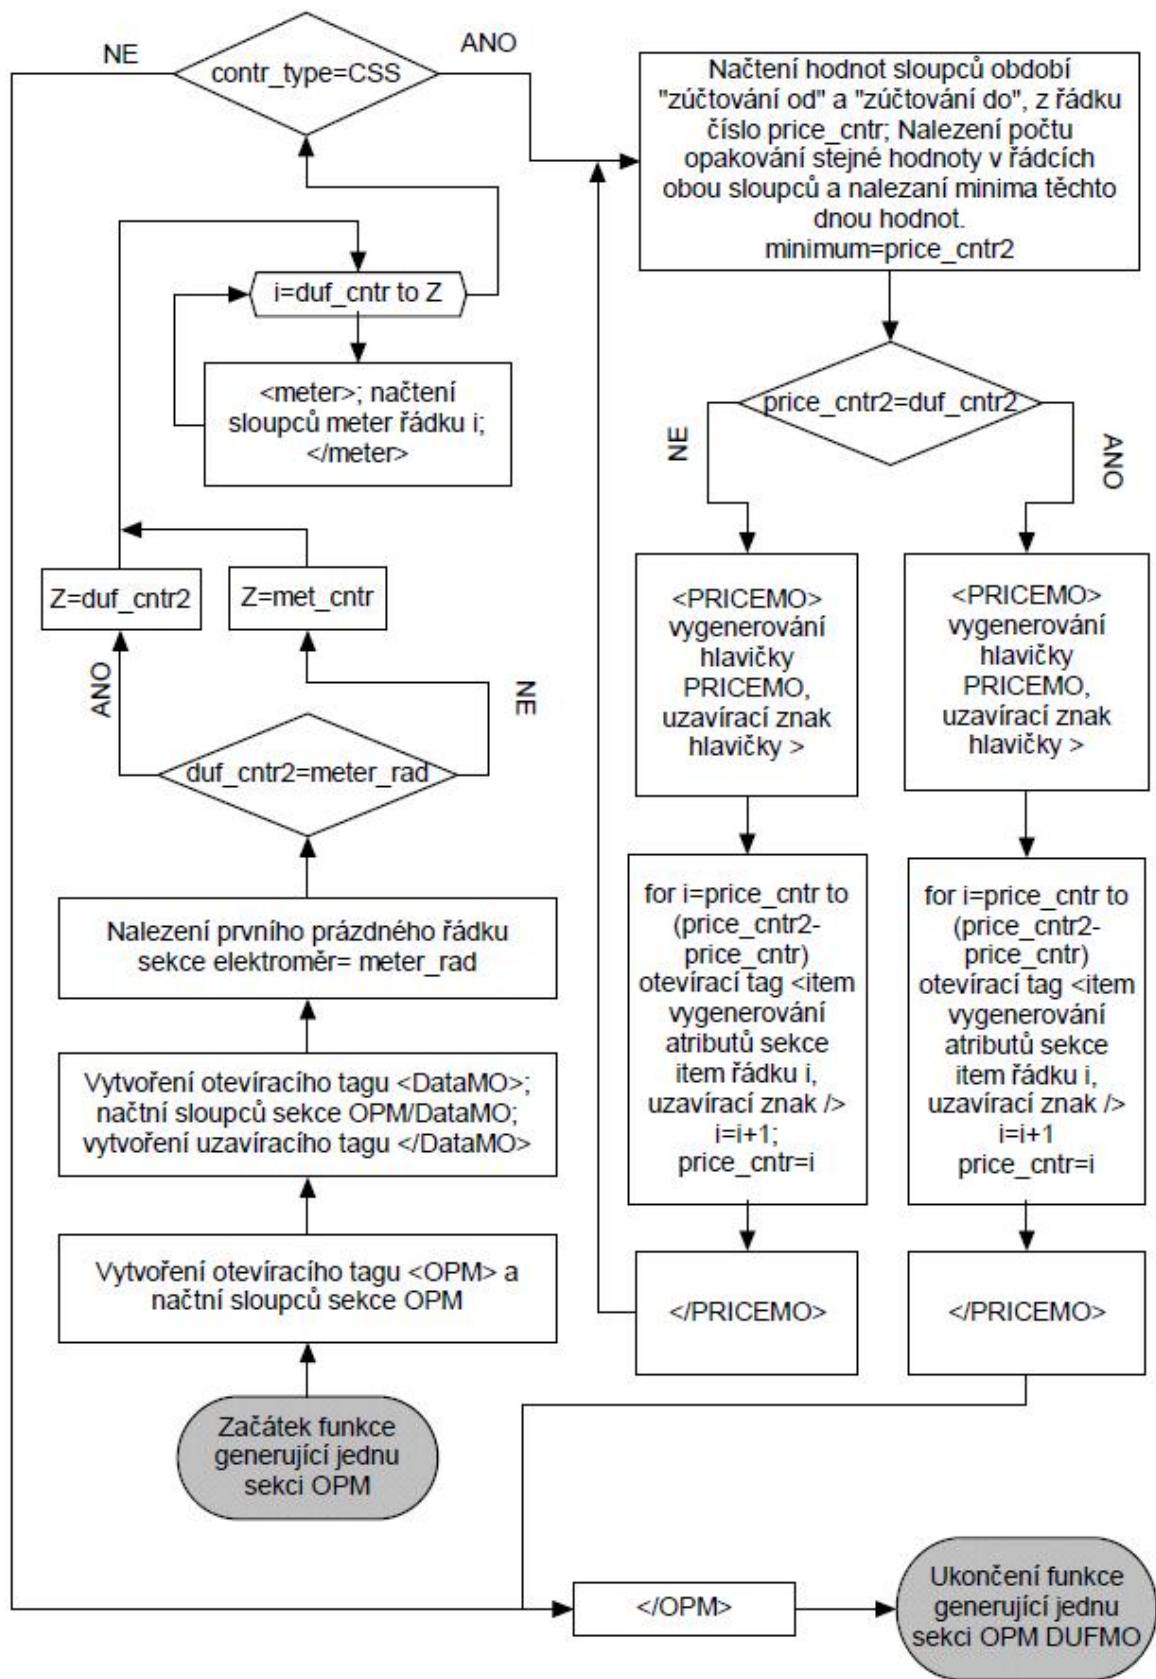 NE
contr_type=CSS
ANO
Načtení hodnot sloupců období
"zúčtování od" a "zúčtování do", z řádku
číslo price_cntr; Nalezení počtu
opakování stejné hodnoty v řádcích
obou sloupců a nalezaní minima těchto
dnou hodnot.
minimum=price_cntr2
i=duf_cntr to Z
<meter>; načtení
sloupců meter řádku i;
</meter>
price_cntr2=duf_cntr2
NE
ANO
Z=duf_cntr2
Z=met_cntr
ANO
NE
duf_cntr2=meter_rad
<PRICEMO>
vygenerování
hlavičky
PRICEMO,
uzavírací znak
hlavičky >
<PRICEMO>
vygenerování
hlavičky
PRICEMO,
uzavírací znak
hlavičky >
Nalezení prvního prázdného řádku
sekce elektroměr= meter_rad
for i=price_cntr to
(price_cntr2-
price_cntr)
otevírací tag <item
vygenerování
atributů sekce
item řádku i,
uzavírací znak />
i=i+1;
price_cntr=i
for i=price_cntr to
(price_cntr2-
price_cntr)
otevírací tag <item
vygenerování
atributů sekce
item řádku i,
uzavírací znak />
i=i+1
price_cntr=i
Vytvoření otevíracího tagu <DataMO>;
načtní sloupců sekce OPM/DataMO;
vytvoření uzavíracího tagu </DataMO>
Vytvoření otevíracího tagu <OPM> a
načtní sloupců sekce OPM
</PRICEMO>
</PRICEMO>
Začátek funkce
generující jednu
sekci OPM
</OPM>
Ukončení funkce
generující jednu
sekci OPM DUFMO